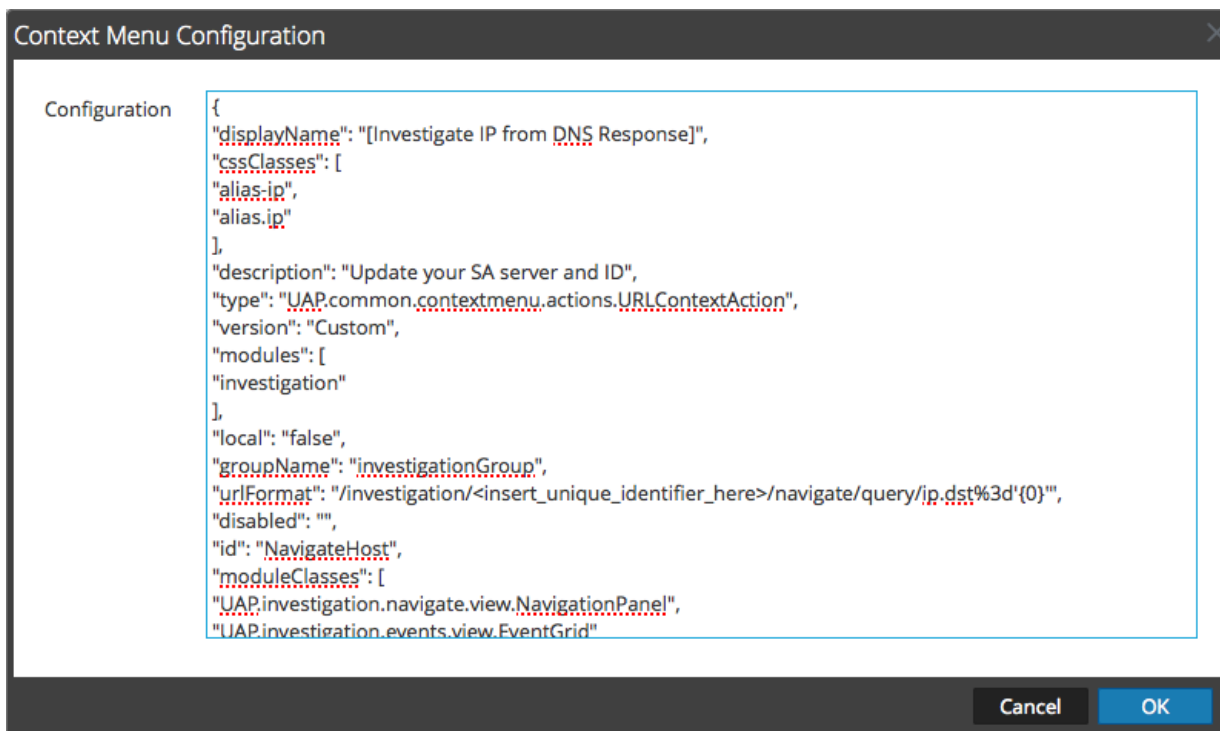 Context Menu Configuration
Configuration
{
"displayName": "[Investigate IP from DNS Response]",
"cssClasses": [
"alias-ip",
"alias.ip"
],
"description": "Update your SA server and ID",
"type": "UAP.common.contextmenu.actions.URLContextAction",
"version": "Custom",
"modules": [
"investigation"
],
"local": "false",
"groupName": "investigationGroup",
"urlFormat": "/investigation/<insert_unique_identifier_here>/navigate/query/ip.dst%3d'{0}'",
"disabled": "",
"id": "NavigateHost",
"moduleClasses": [
"UAP.investigation.navigate.view.NavigationPanel",
"UAP.investigation.events.view.EventGrid"
Cancel
OK